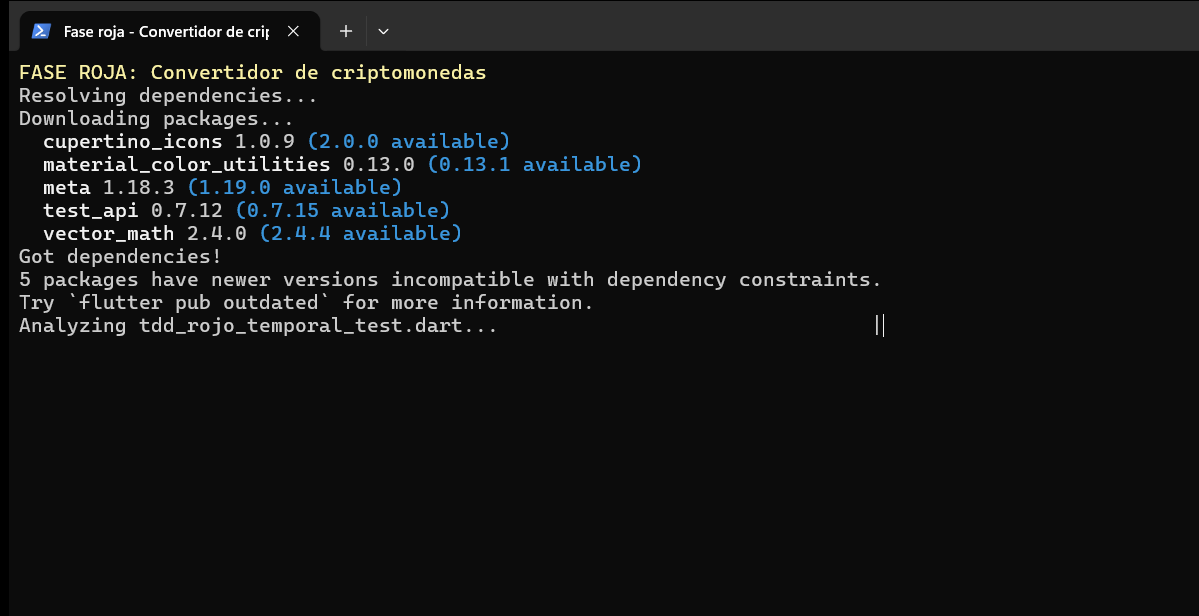 Fase roja - Convertidor de crip
FASE ROJA: Convertidor de criptomonedas
Resolving dependencies...
Downloading packages...
cupertino_icons 1.0.9 (2.0.0 available)
material_color_utilities 0.13.0 (0.13.1 available)
meta 1.18.3 (1.19.0 available)
test_api 0.7.12 (0.7.15 available)
vector_math 2.4.0 (2.4.4 available)
Got dependencies!
5 packages have newer versions incompatible with dependency constraints.
Try `flutter pub outdated` for more information.
Analyzing tdd_rojo_temporal_test.dart...